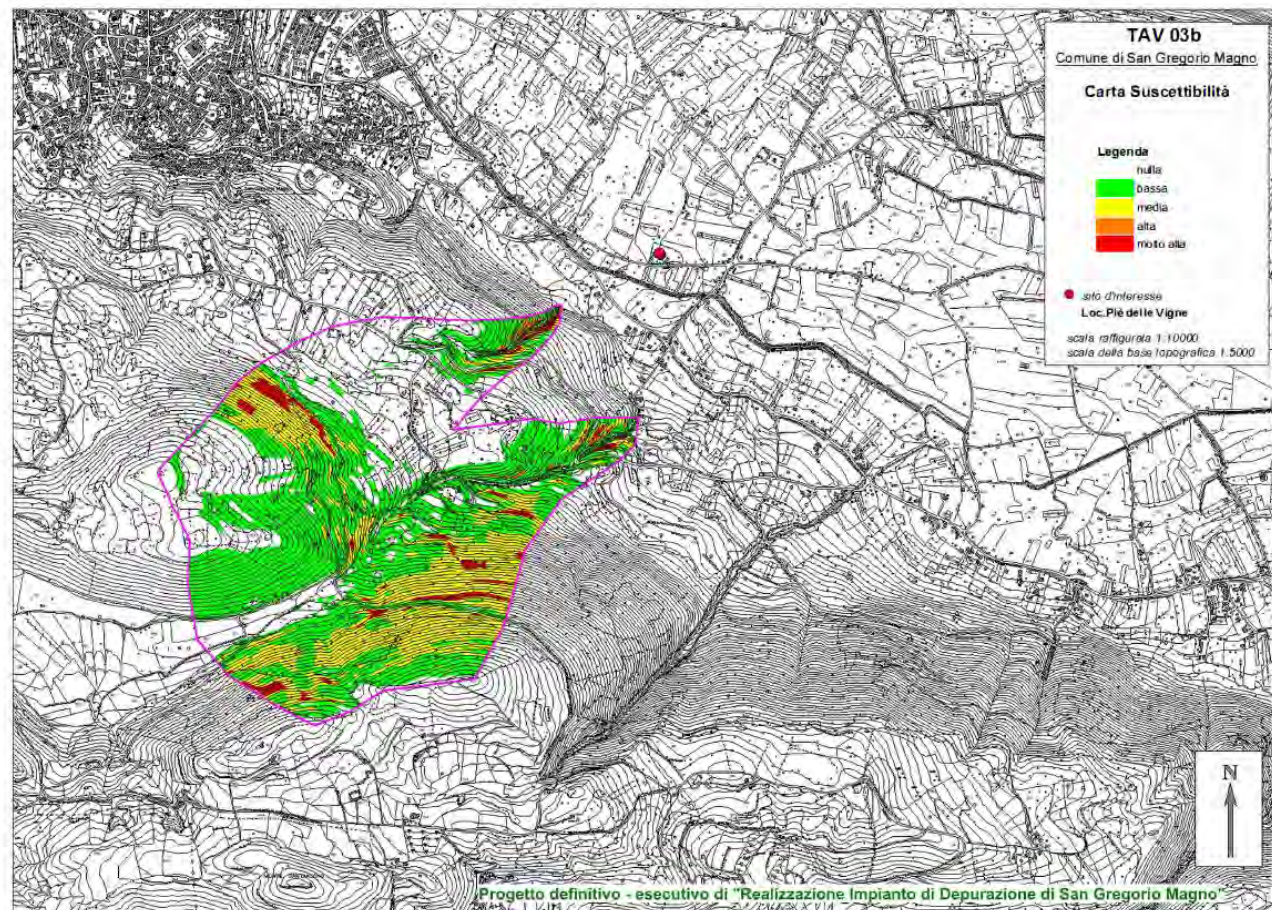 TAV 03b
Comune di San Gregorio Magno
Carta Suscettibilità
Legenda
nullla
bassa
media
alta
molto alla
sito d'interesse
Loc.Piè delle Vigne
scala raffigurata 1:10000
scala della base topografica 1:5000
N
Progetto definitivo - esecutivo di "Realizzazione Impianto di Depurazione di San Gregorio Magno"